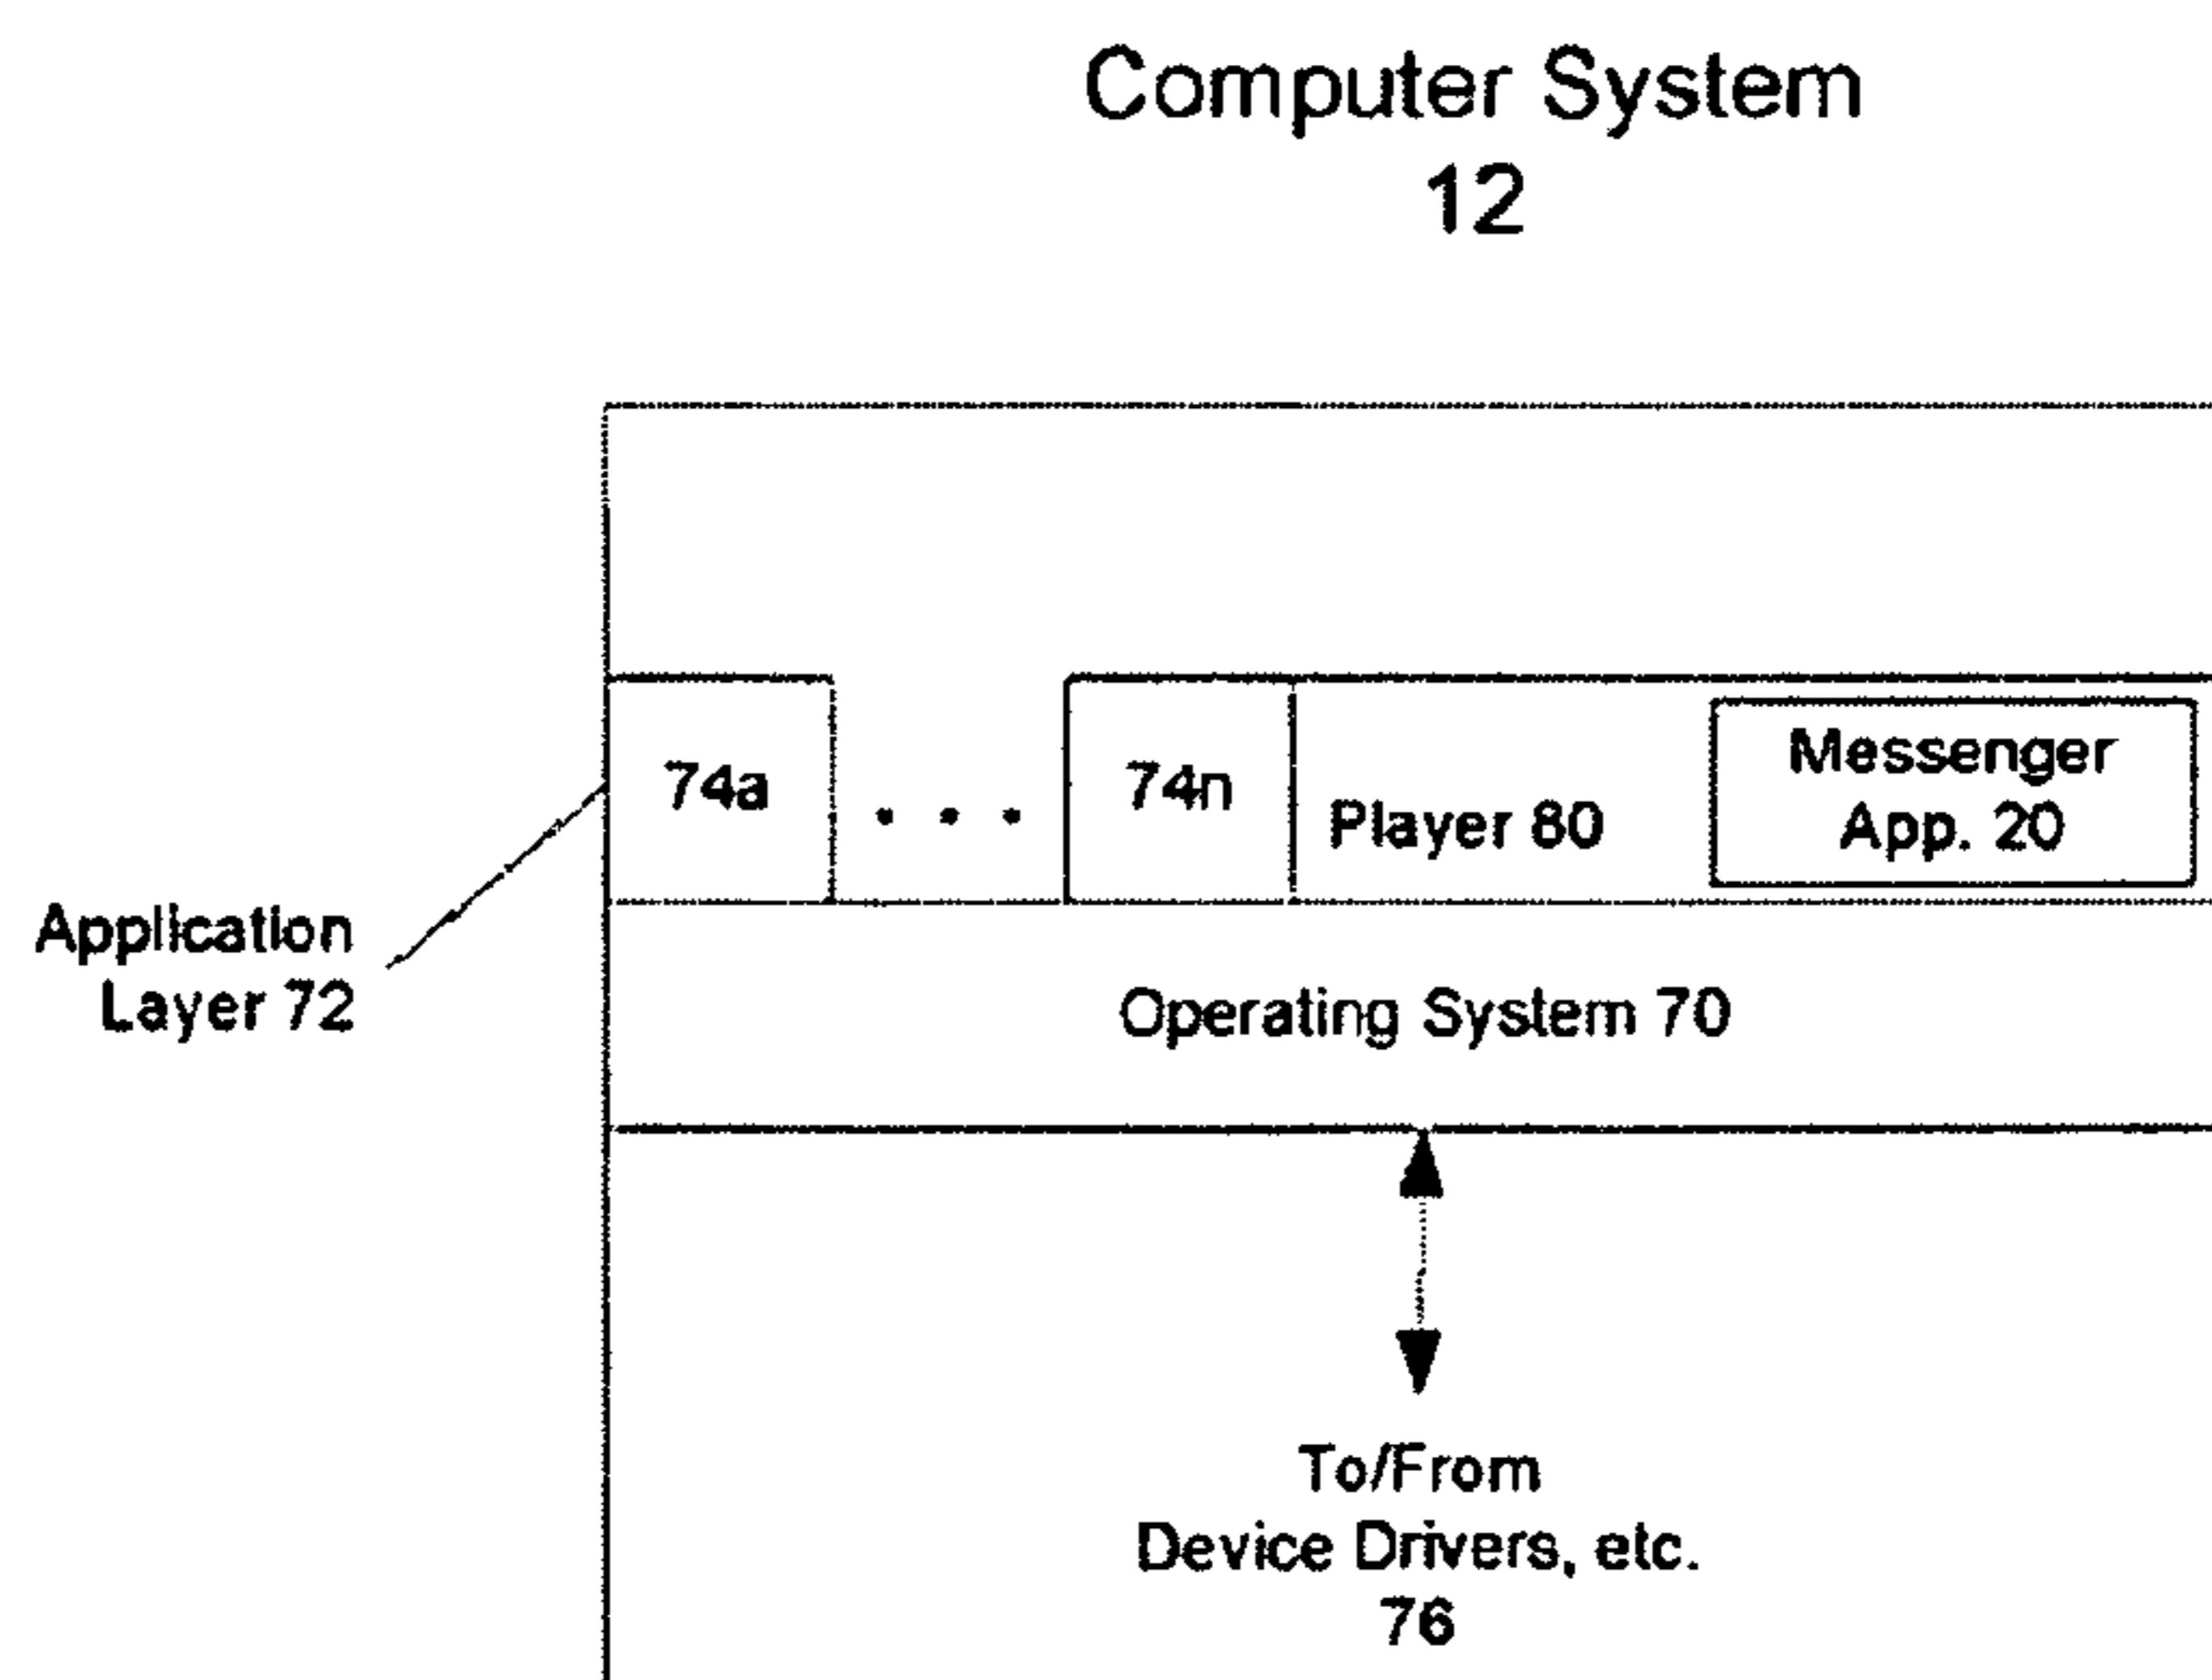 Computer System
12
74a
74n
Player 80
Messenger
App. 20
Application
Layer 72
Operating System 70
To/From
Device Drivers, etc.
76